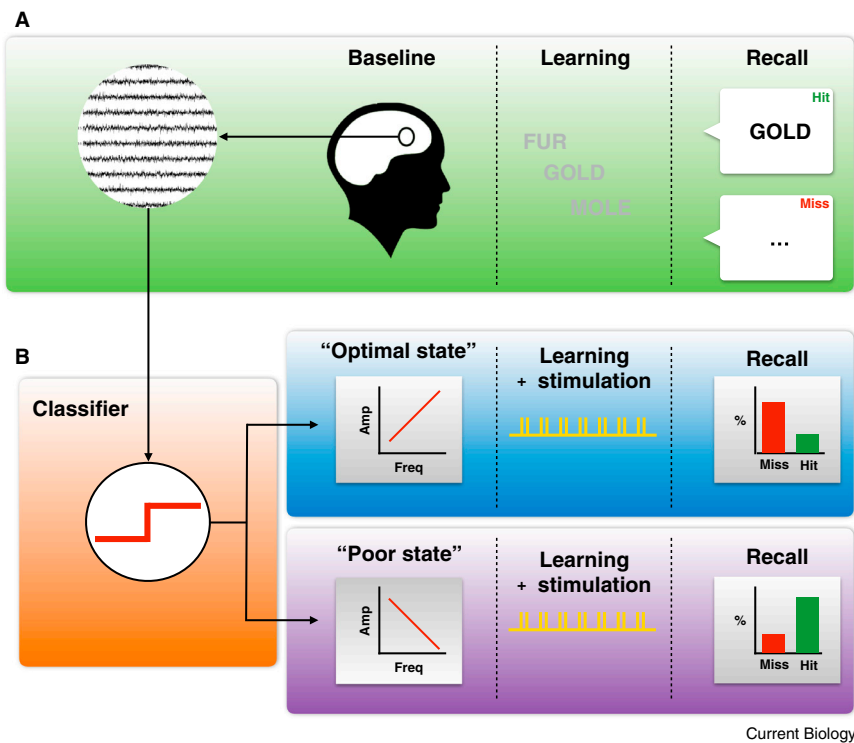 A
Baseline
Learning
Recall
FUR
GOLD
MOLE
Hit
GOLD
Miss
...
B
Classifier
“Optimal state”
Amp
Freq
Learning
+ stimulation
Recall
%
Miss Hit
“Poor state”
Amp
Freq
Learning
+ stimulation
Recall
%
Miss Hit
Current Biology